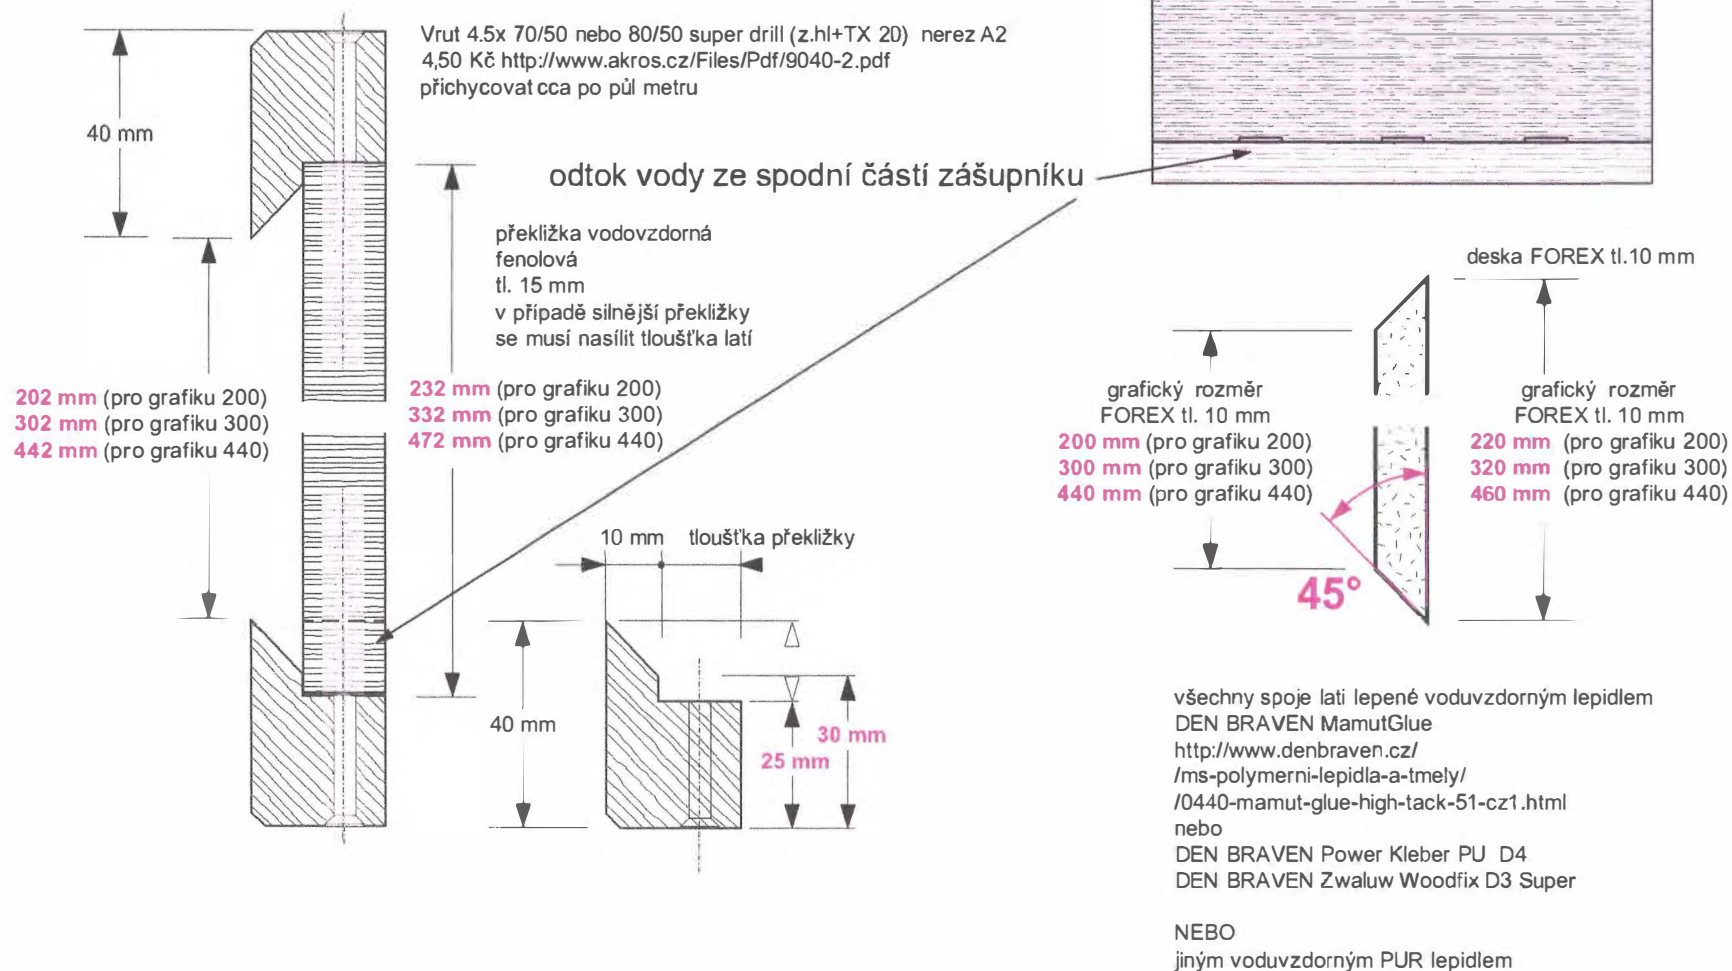 Vrut 4.5x 70/50 nebo 80/50 super drill (z.hl+TX 20) nerez A2
4,50 Kč http://www.akros.cz/Files/Pdf/9040-2.pdf
přichycovat cca po půl metru
40 mm
odtok vody ze spodní částí zášupníku
překližka vodovzdorná
fenolová
tl. 15 mm
v případě silnější překližky
se musí nasílit tloušťka latí
202 mm (pro grafiku 200)
302 mm (pro grafiku 300)
442 mm (pro grafiku 440)
232 mm (pro grafiku 200)
332 mm (pro grafiku 300)
472 mm (pro grafiku 440)
deska FOREX tl.10 mm
grafický rozměr
FOREX tl. 10 mm
200 mm (pro grafiku 200)
300 mm (pro grafiku 300)
440 mm (pro grafiku 440)
grafický rozměr
FOREX tl. 10 mm
220 mm (pro grafiku 200)
320 mm (pro grafiku 300)
460 mm (pro grafiku 440)
45°
10 mm tloušťka překližky
40 mm
30 mm
25 mm
všechny spoje latí lepené voduvzdorným lepidlem
DEN BRAVEN MamutGlue
http://www.denbraven.cz/
/ms-polymerni-lepidla-a-tmely/
/0440-mamut-glue-high-tack-51-cz1.html
nebo
DEN BRAVEN Power Kleber PU D4
DEN BRAVEN Zwaluw Woodfix D3 Super
NEBO
jiným voduvzdorným PUR lepidlem